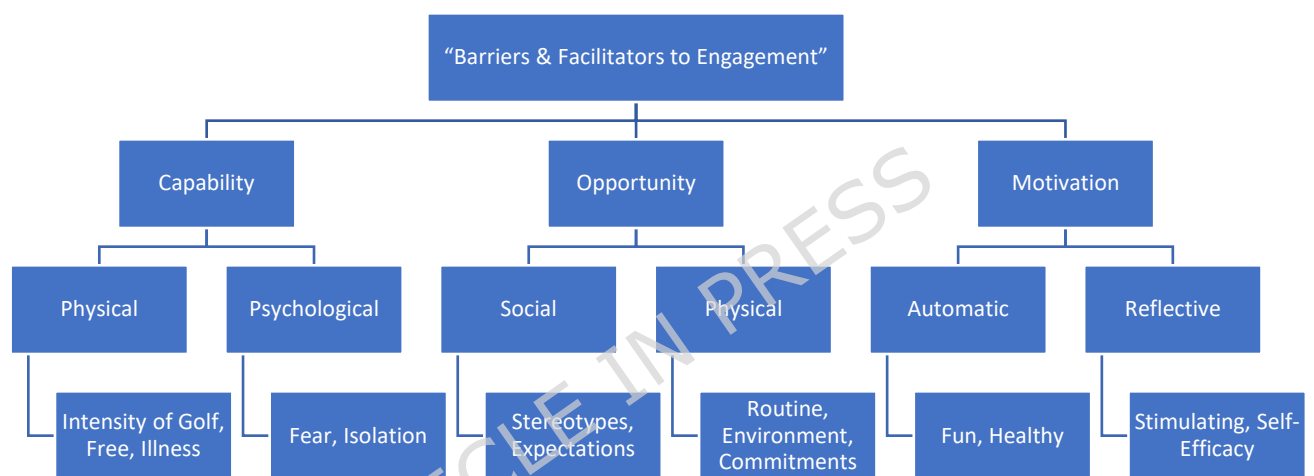 “Barriers & Facilitators to Engagement”
Capability
Opportunity
Motivation
Physical
Psychological
Social
Physical
Automatic
Reflective
Intensity of Golf,
Free, Illness
Fear, Isolation
Stereotypes,
Expectations
Routine,
Environment,
Commitments
Fun, Healthy
Stimulating, Self-
Efficacy
CLE IN PRESS